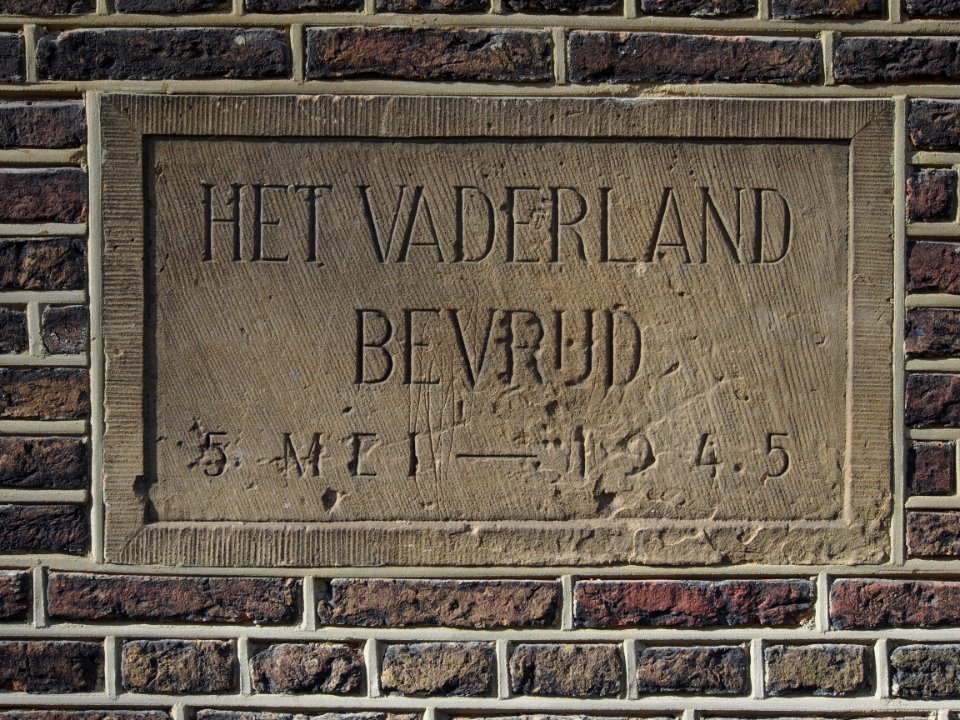 HET VADERLAND
BEVRIJD
5 MEI — 1945